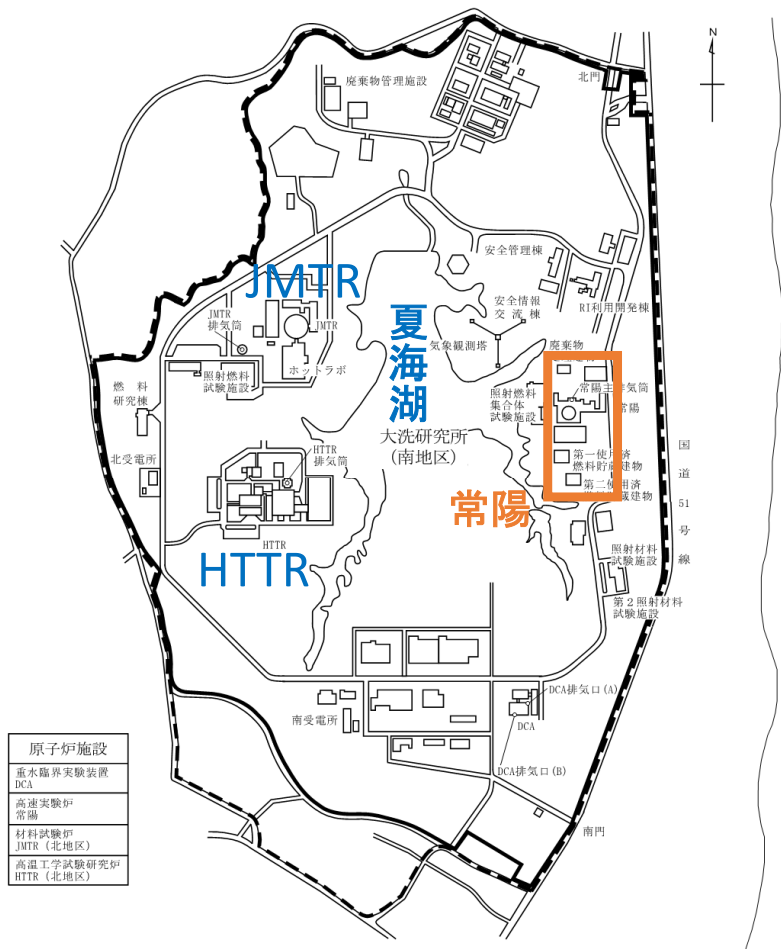 N
北門
廃棄物管理施設
安全管理棟
JMTR
安全情報
交流棟
RI利用開発棟
夏海湖
JMTR
排気筒
JMTR
気象観測塔
廃棄物
ホットラボ
照射燃料
試験施設
燃料
研究棟
常陽主排気筒
照射燃料
集合体
試験施設
常陽
大洗研究所
(南地区)
国道51号線
HTTR
排気筒
北受電所
第一使用済
燃料貯蔵建物
第二使用済
常陽
HTTR
HTTR
照射材料
試験施設
第2照射材料
試験施設
DCA排気口(A)
南受電所
DCA
DCA排気口(B)
南門
原子炉施設
重水臨界実験装置
DCA
高速実験炉
常陽
材料試験炉
JMTR (北地区)
高温工学試験研究炉
HTTR (北地区)